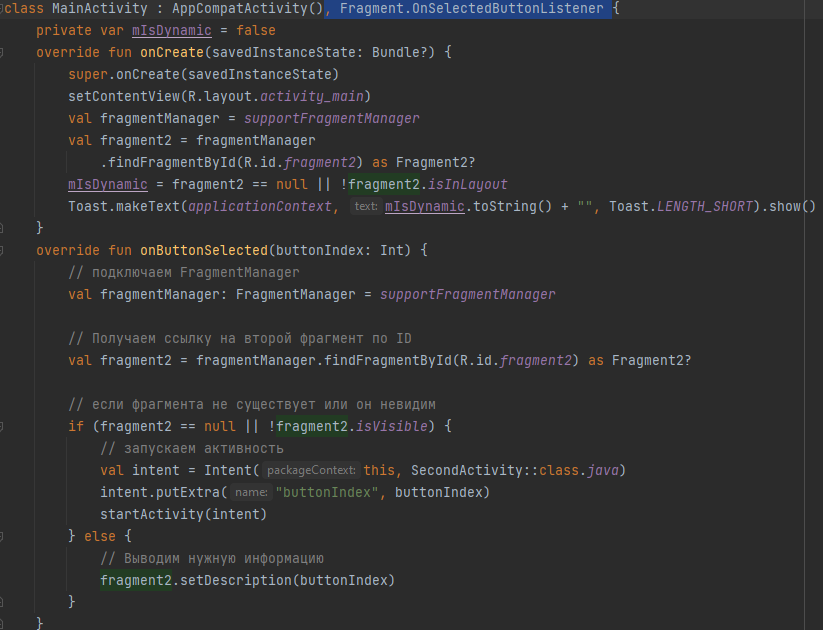 class MainActivity : AppCompatActivity(), Fragment.OnSelectedButtonListener {
    private var mIsDynamic = false
    override fun onCreate(savedInstanceState: Bundle?) {
        super.onCreate(savedInstanceState)
        setContentView(R.layout.activity_main)
        val fragmentManager = supportFragmentManager
        val fragment2 = fragmentManager
            .findFragmentById(R.id.fragment2) as Fragment2?
        mIsDynamic = fragment2 == null || !fragment2.isInLayout
        Toast.makeText(applicationContext, text: mIsDynamic.toString() + "", Toast.LENGTH_SHORT).show()
    }
    override fun onButtonSelected(buttonIndex: Int) {
        // подключаем FragmentManager
        val fragmentManager: FragmentManager = supportFragmentManager

        // Получаем ссылку на второй фрагмент по ID
        val fragment2 = fragmentManager.findFragmentById(R.id.fragment2) as Fragment2?

        // если фрагмента не существует или он невидим
        if (fragment2 == null || !fragment2.isVisible) {
            // запускаем активность
            val intent = Intent( packageContext: this, SecondActivity::class.java)
            intent.putExtra( name: "buttonIndex", buttonIndex)
            startActivity(intent)
        } else {
            // Выводим нужную информацию
            fragment2.setDescription(buttonIndex)
        }
    }